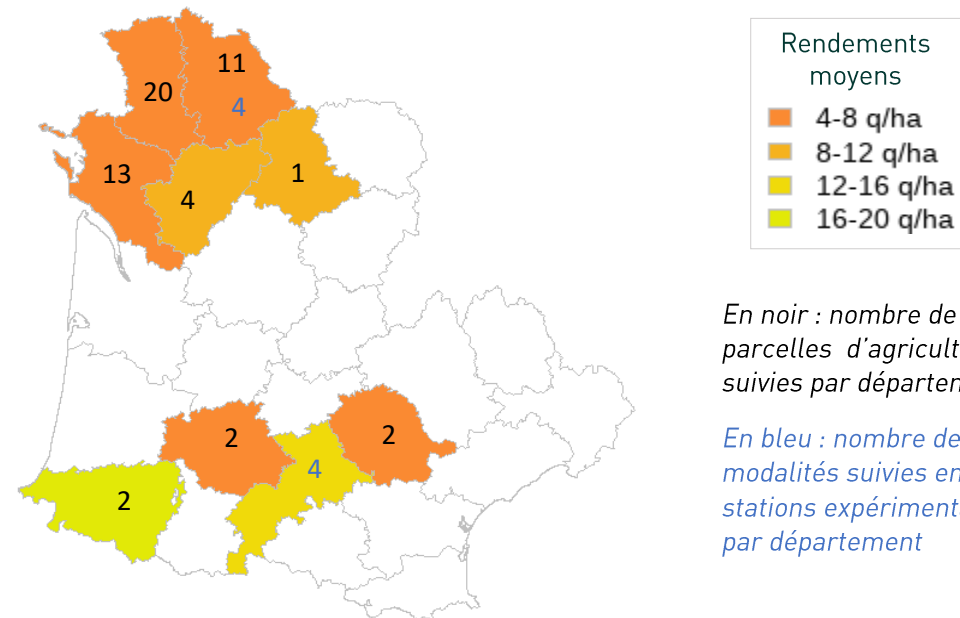 11
20
4
13
1
4
2
2
4
2
Rendements
moyens
4-8 q/ha
8-12 q/ha
12-16 q/ha
16-20 q/ha
En noir : nombre de
parcelles d’agricult
suivies par départen
En bleu : nombre de
modalités suivies en
stations expériment
par département